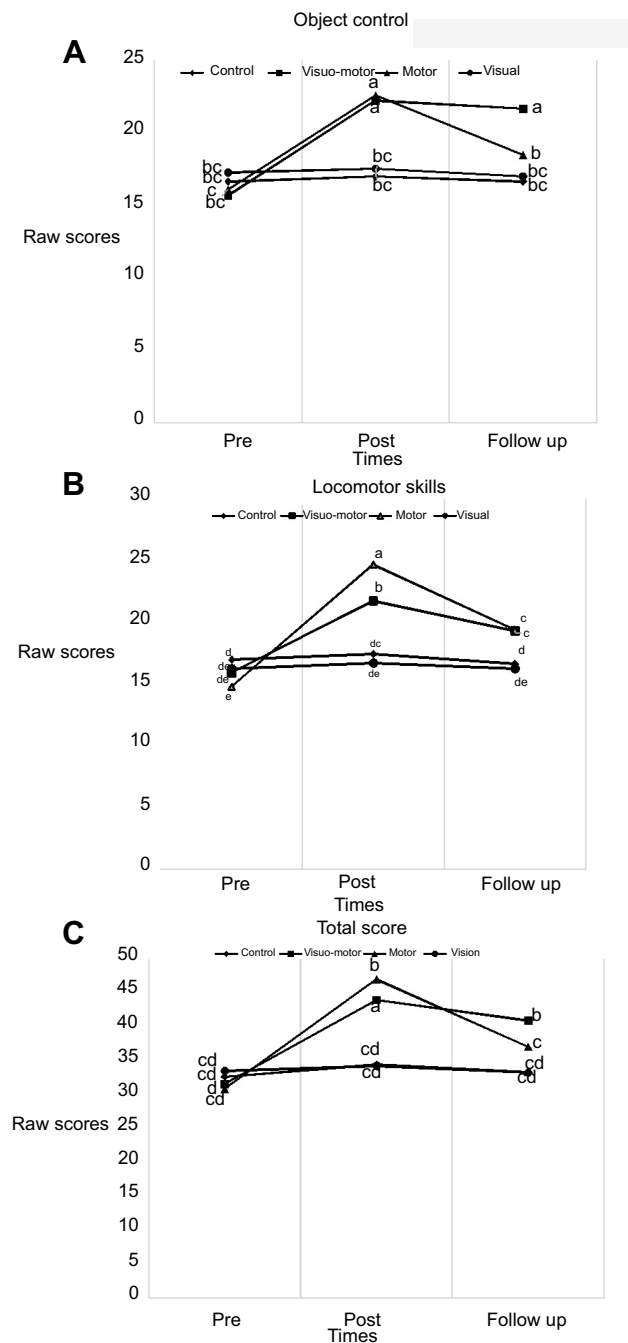 Object control
A
25
Control Visuo-motor Motor Visual
a
a
a
20
bc
bc
b
bc
bc
c
bc
bc
bc
15
Raw scores
10
5
0
Pre Post Follow up
Times
B
30
Locomotor skills
Control Visuo-motor Motor Visual
25
a
b
20
c
c
d
dc
d
de
de
de
de
e
Raw scores
15
10
5
0
Pre Post Follow up
Times
C
Total score
50
Control Visuo-motor Motor Vision
b
45
a
b
40
c
35
cd
cd
cd
cd
cd
cd
d
cd
30
Raw scores
25
20
15
10
5
0
Pre Post Follow up
Times